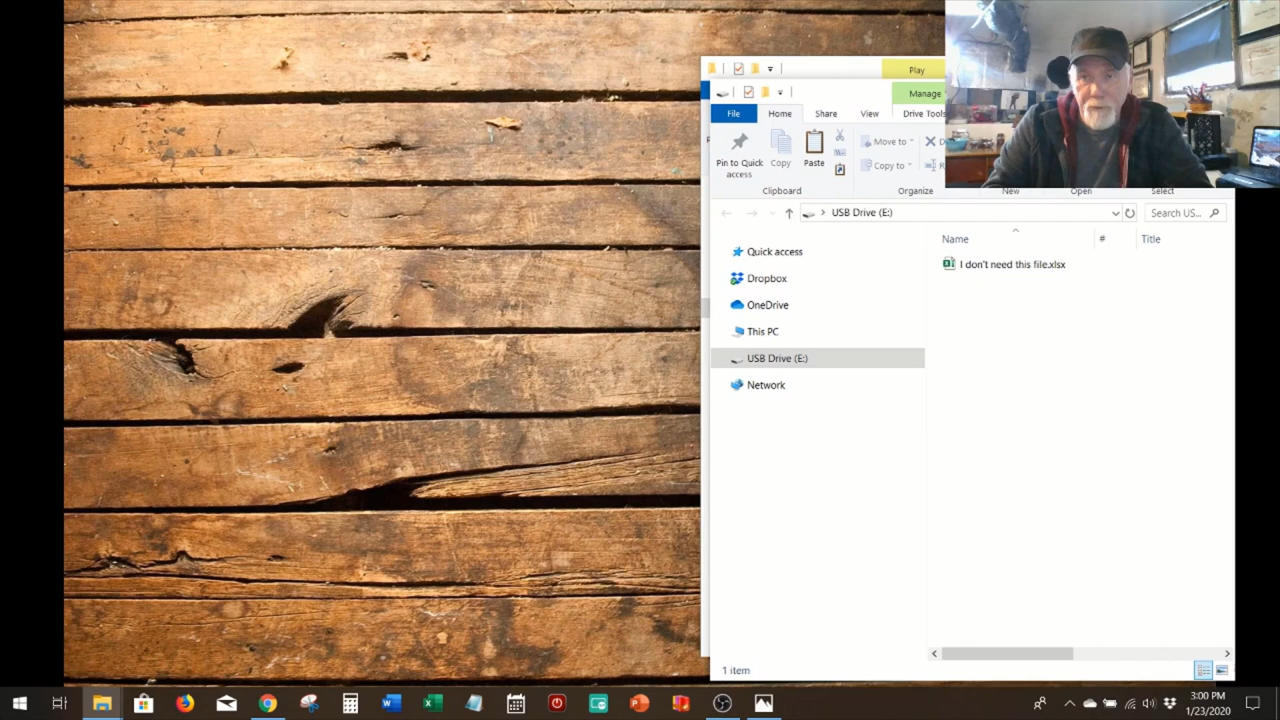 Play
Manage
File Home Share View Drive Tools
Pin to Quick access
Copy
Paste
Move to
Copy to
Clipboard
Organize
New
Open
Select
USB Drive (E:)
Search US...
Name # Title
Quick access
Dropbox
OneDrive
This PC
USB Drive (E:)
Network
I don't need this file.xlsx
1 item
3:00 PM
1/23/2020